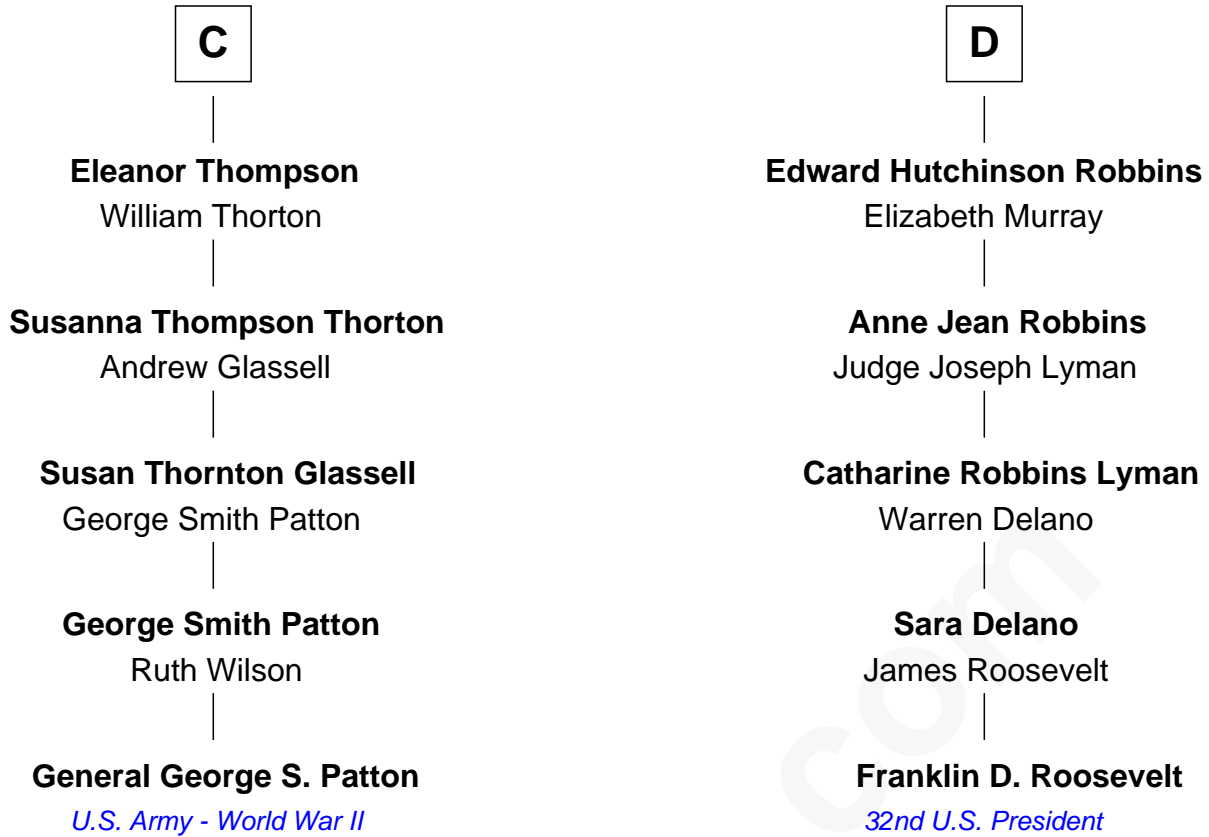 C
Eleanor Thompson
William Thorton
Susanna Thompson Thorton
Andrew Glassell
Susan Thornton Glassell
George Smith Patton
George Smith Patton
Ruth Wilson
General George S. Patton
U.S. Army - World War II
D
Edward Hutchinson Robbins
Elizabeth Murray
Anne Jean Robbins
Judge Joseph Lyman
Catharine Robbins Lyman
Warren Delano
Sara Delano
James Roosevelt
Franklin D. Roosevelt
32nd U.S. President
com